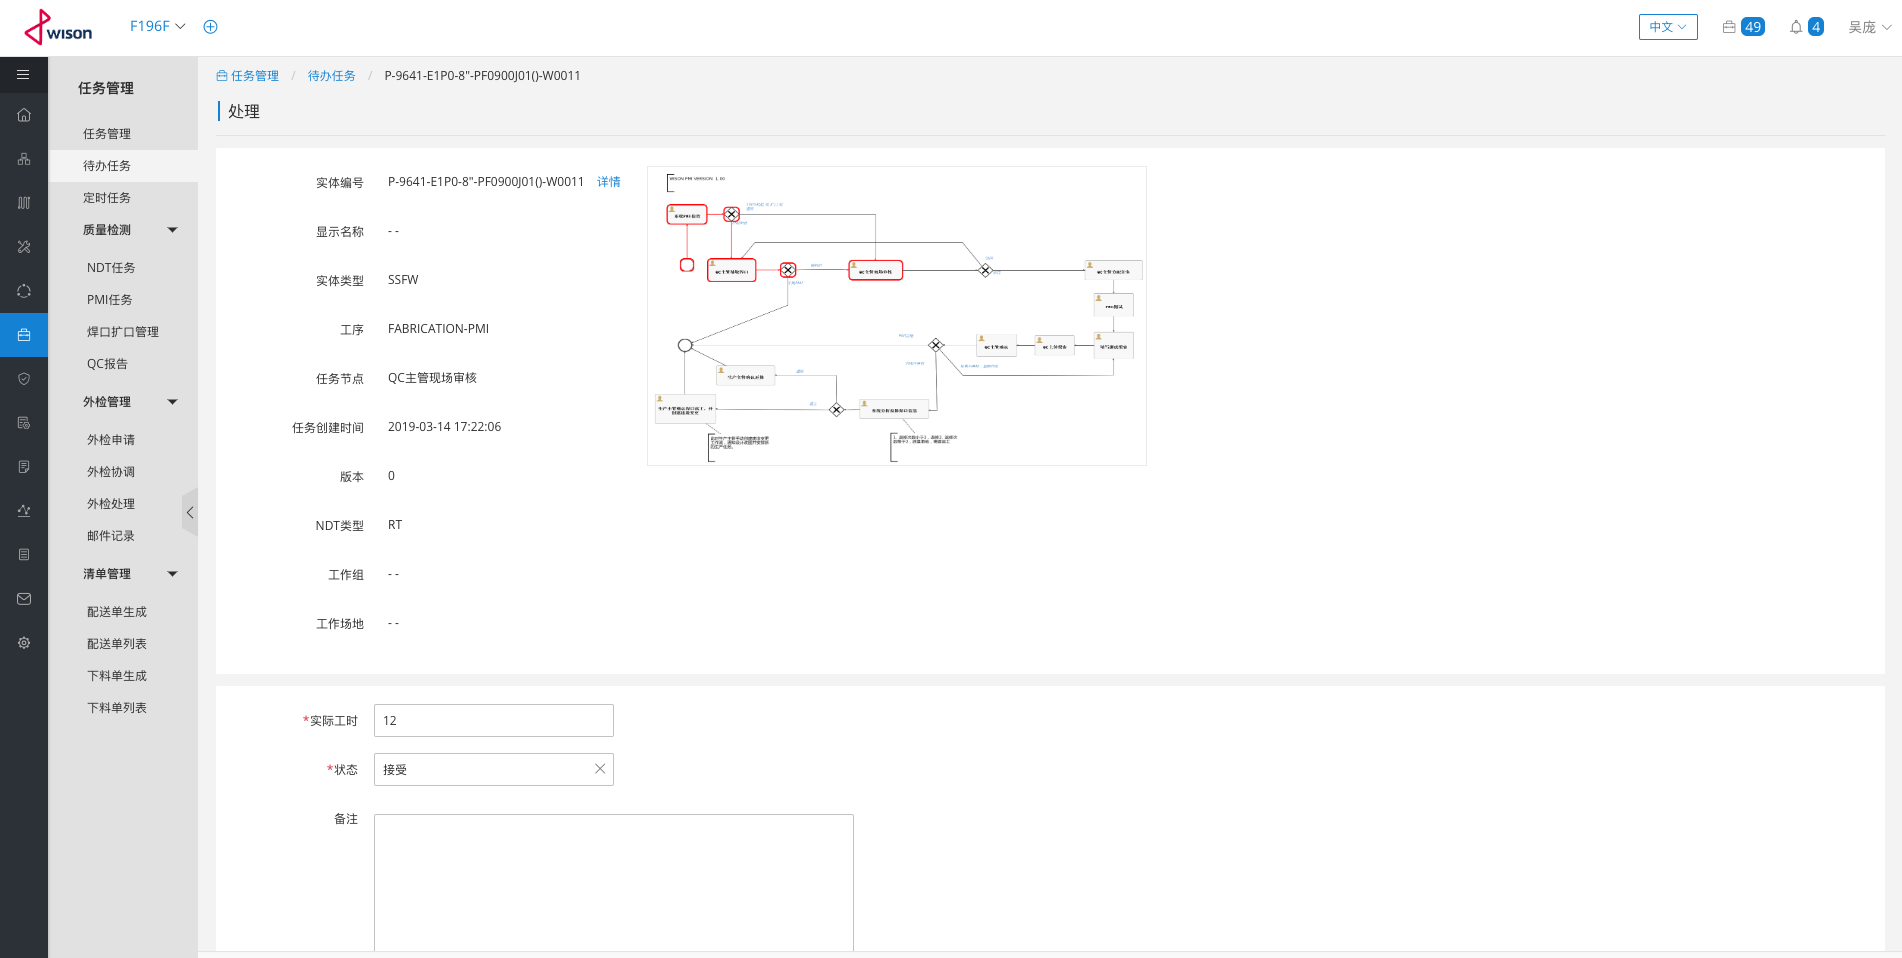 wison
F196F
中文
49
4
吴庞
任务管理
任务管理
待办任务
定时任务
质量检测
NDT任务
PMI任务
焊口扩口管理
QC报告
外检管理
外检申请
外检协调
外检处理
邮件记录
清单管理
配送单生成
配送单列表
下料单生成
下料单列表
任务管理 / 待办任务 / P-9641-E1P0-8"-PF0900J01()-W0011
处理
实体编号 P-9641-E1P0-8"-PF0900J01()-W0011 详情
显示名称 - -
实体类型 SSFW
工序 FABRICATION-PMI
任务节点 QC主管现场审核
任务创建时间 2019-03-14 17:22:06
版本 0
NDT类型 RT
工作组 - -
工作场地 - -
*实际工时 12
*状态 接受
备注